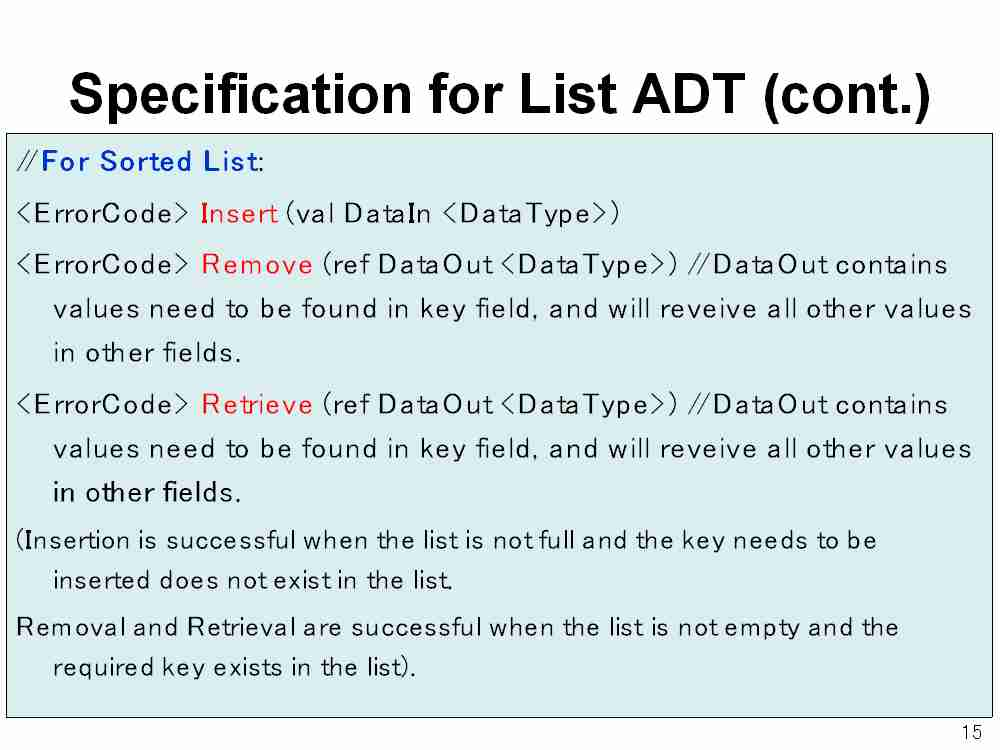 Specification for List ADT (cont.)
//For Sorted List:
<ErrorCode> Insert (val DataIn <DataType>)
<ErrorCode> Remove (ref DataOut <DataType>) //DataOut contains
values need to be found in key field, and will reveive all other values
in other fields.
<ErrorCode> Retrieve (ref DataOut <DataType>) //DataOut contains
values need to be found in key field, and will reveive all other values
in other fields.
(Insertion is successful when the list is not full and the key needs to be
inserted does not exist in the list.
Removal and Retrieval are successful when the list is not empty and the
required key exists in the list).
15